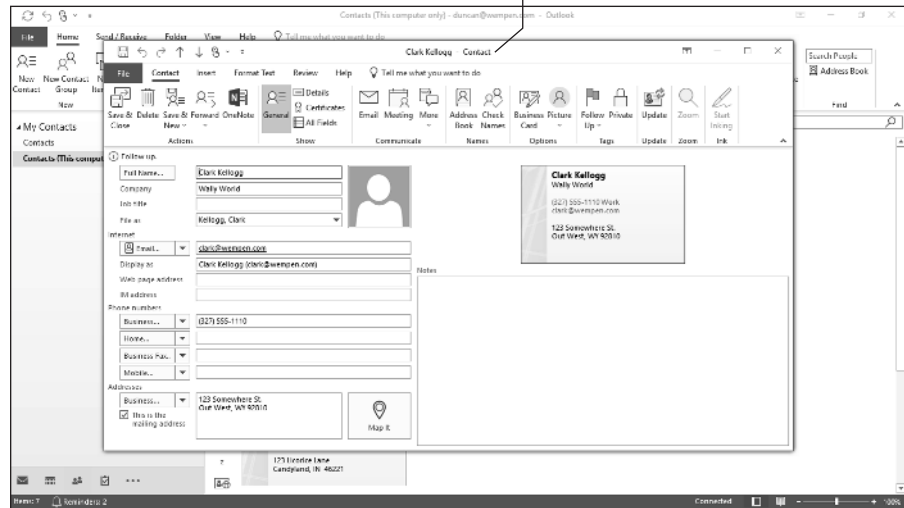 Contacts (This computer only) - duncan@wempen.com - Outlook
File Home Send / Receive Folder View Help Tell me what you want to do
Clark Kellogg - Contact
File Contact Insert Format Text Review Help Tell me what you want to do
New Contact
New Contact Group
New
Save & Close
Delete
Save & New
Forward
OneNote
Actions
General
Details
Certificates
All Fields
Show
Email
Meeting
More
Communicate
Address Book
Check Names
Names
Business Card
Picture
Options
Follow Up
Private
Tags
Update
Update
Zoom
Zoom
Start Inking
Ink
Search People
Address Book
Find
My Contacts
Contacts
Contacts (This comput
Follow up.
Full Name... Clark Kellogg
Company Wally World
Job title
File as Kellogg, Clark
Internet
Email... clark@wempen.com
Display as Clark Kellogg (clark@wempen.com)
Web page address
IM address
Phone numbers
Business... (327) 555-1110
Home...
Business Fax...
Mobile...
Addresses
Business... 123 Somewhere St.
Out West, WY 92010
This is the
mailing address
Map It
Clark Kellogg
Wally World
(327) 555-1110 Work
clark@wempen.com
123 Somewhere St.
Out West, WY 92010
Notes
z
123 Licorice Lane
Candyland, IN 46221
Items: 7 Reminders: 2
Connected
100%